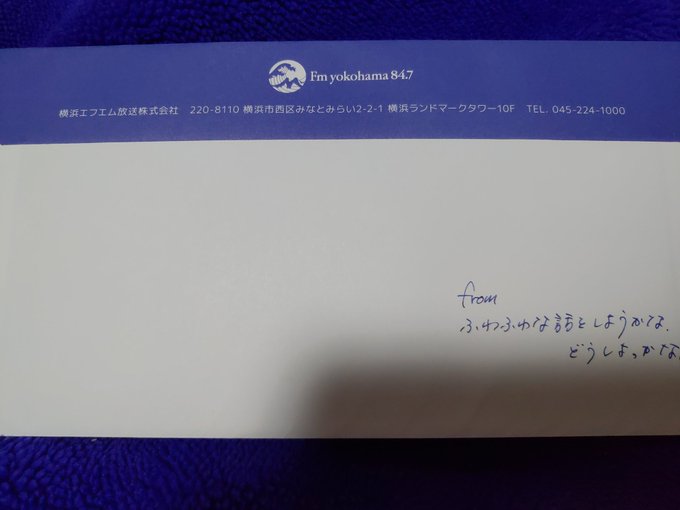 Fm yokohama 84.7
横浜エフエム放送株式会社 220-8110 横浜市西区みなとみらい2-2-1 横浜ランドマークタワー10F TEL. 045-224-1000
from
ふわふわな話をしようかな、
どうしよっかな